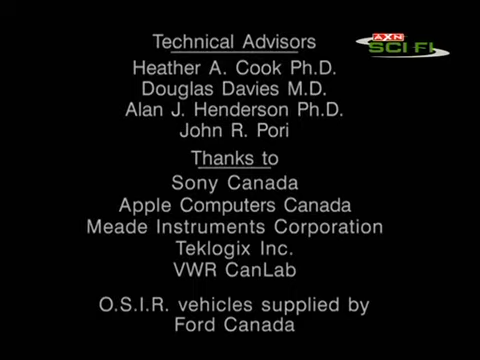 AXN
SCI FI
Technical Advisors
Heather A. Cook Ph.D.
Douglas Davies M.D.
Alan J. Henderson Ph.D.
John R. Pori
Thanks to
Sony Canada
Apple Computers Canada
Meade Instruments Corporation
Teklogix Inc.
VWR CanLab
O.S.I.R. vehicles supplied by
Ford Canada